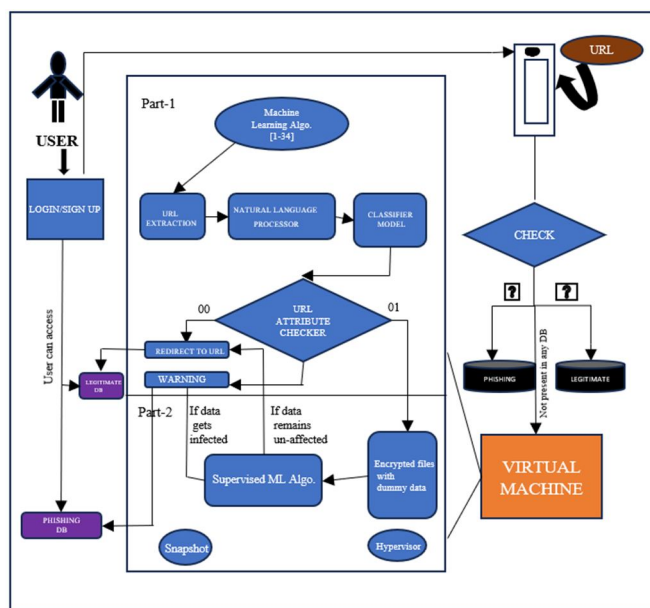 URL
USER
LOGIN/SIGN UP
User can access
Part-1
Machine
Learning Algo.
[1-34]
URL
EXTRACTION
NATURAL LANGUAGE
PROCESSOR
CLASSIFIER
MODEL
CHECK
?
?
00
URL
ATTRIBUTE
CHECKER
01
REDIRECT TO URL
LEGITIMATE
DB
WARNING
PHISHING
LEGITIMATE
Not present in any DB
Part-2
If data
gets
infected
If data
remains
un-affected
Supervised ML Algo.
Encrypted files
with
dummy data
VIRTUAL
MACHINE
PHISHING
DB
Snapshot
Hypervisor